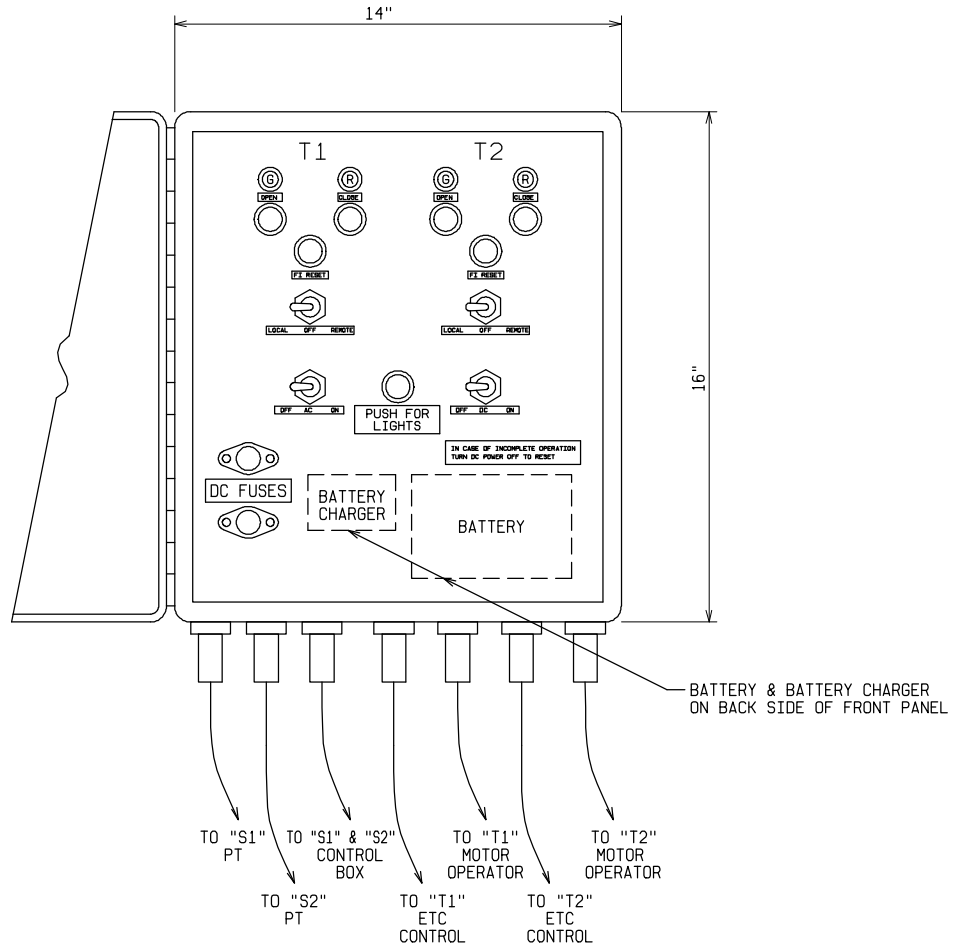 14"
16"
T1 T2
G R G R
OPEN CLOSE OPEN CLOSE
FI RESET FI RESET
LOCAL OFF REMOTE LOCAL OFF REMOTE
OFF AC ON OFF DC ON
PUSH FOR
LIGHTS
IN CASE OF INCOMPLETE OPERATION
TURN DC POWER OFF TO RESET
DC FUSES
BATTERY
CHARGER
BATTERY
BATTERY & BATTERY CHARGER
ON BACK SIDE OF FRONT PANEL
TO "S1"
PT
TO "S2"
PT
TO "S1" & "S2"
CONTROL
BOX
TO "T1"
ETC
CONTROL
TO "T1"
MOTOR
OPERATOR
TO "T2"
ETC
CONTROL
TO "T2"
MOTOR
OPERATOR